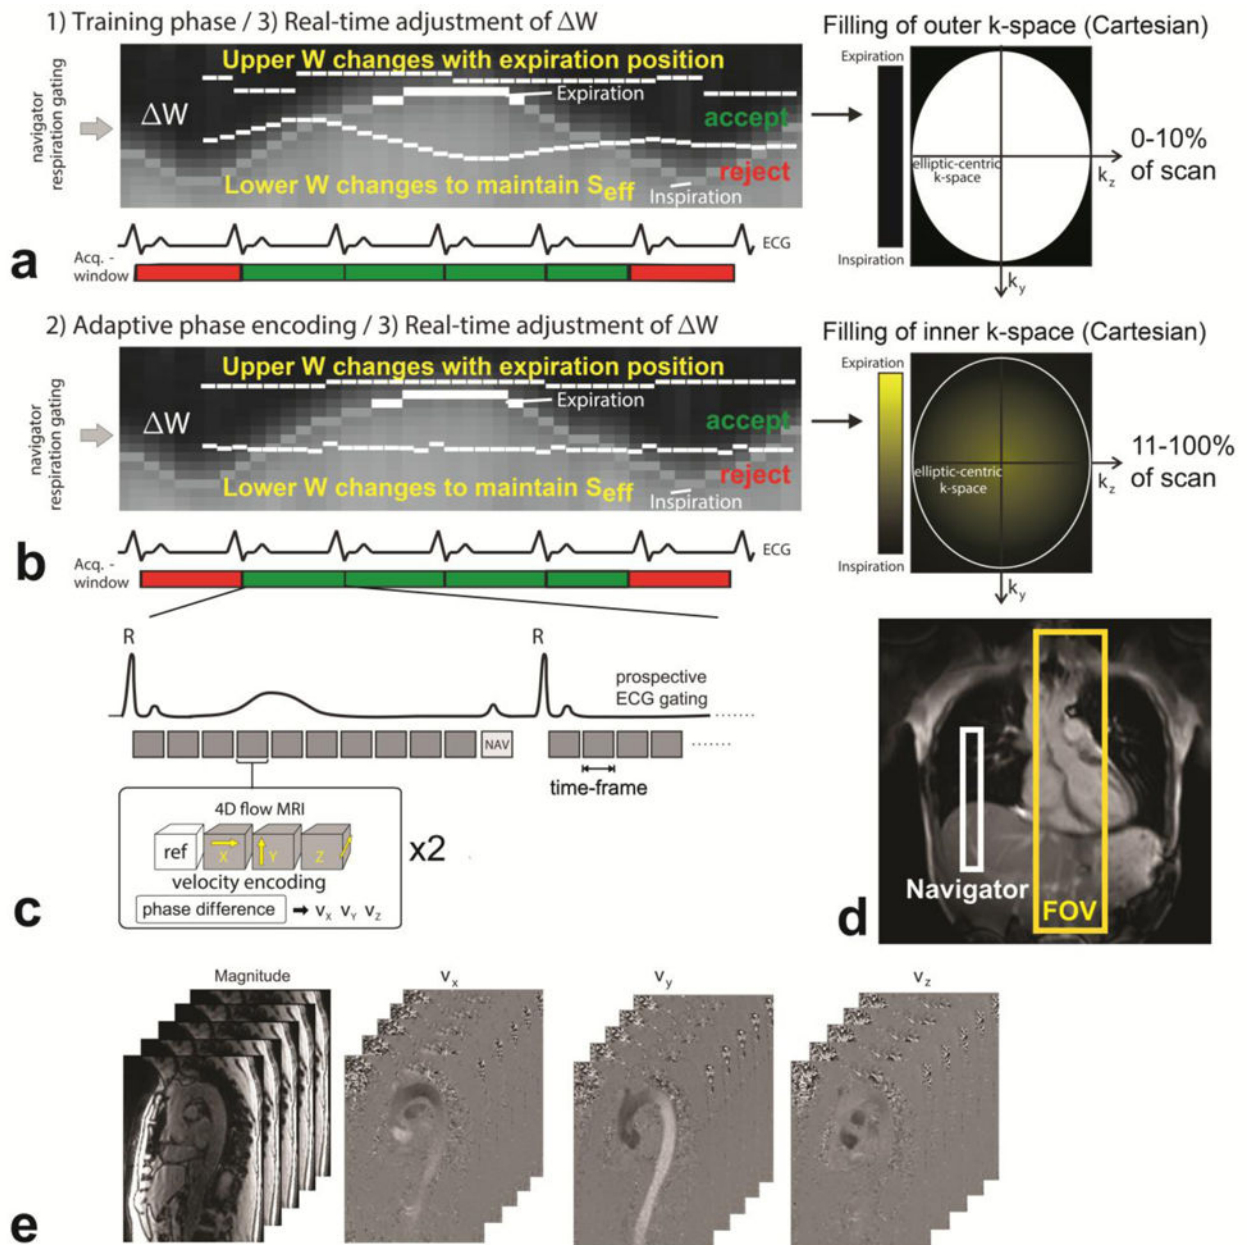 1) Training phase / 3) Real-time adjustment of ΔW
Filling of outer k-space (Cartesian)
navigator
respiration gating
ΔW
Upper W changes with expiration position
Expiration
accept
reject
Lower W changes to maintain Seff
Inspiration
Expiration
elliptic-centric
k-space
Inspiration
kz
ky
0-10%
of scan
a
ECG
Acq. -
window
2) Adaptive phase encoding / 3) Real-time adjustment of ΔW
Filling of inner k-space (Cartesian)
navigator
respiration gating
ΔW
Upper W changes with expiration position
Expiration
accept
reject
Lower W changes to maintain Seff
Inspiration
Expiration
elliptic-centric
k-space
Inspiration
kz
ky
11-100%
of scan
b
ECG
Acq. -
window
R
R
prospective
ECG gating
NAV
time-frame
4D flow MRI
ref
X
Y
Z
x2
velocity encoding
phase difference ➡ vX vY vZ
c
Navigator
FOV
d
Magnitude
vx
vy
vz
e